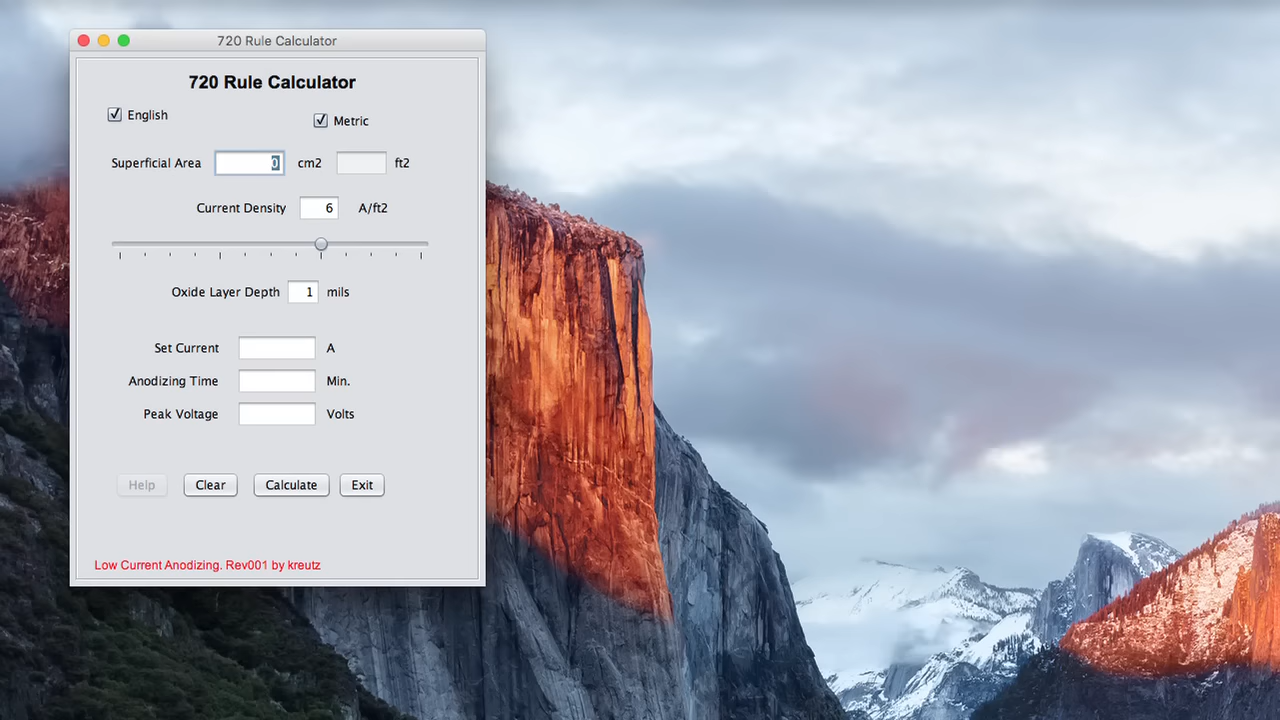 720 Rule Calculator
720 Rule Calculator
English Metric
Superficial Area 0 cm2 ft2
Current Density 6 A/ft2
Oxide Layer Depth 1 mils
Set Current A
Anodizing Time Min.
Peak Voltage Volts
Help Clear Calculate Exit
Low Current Anodizing. Rev001 by kreutz